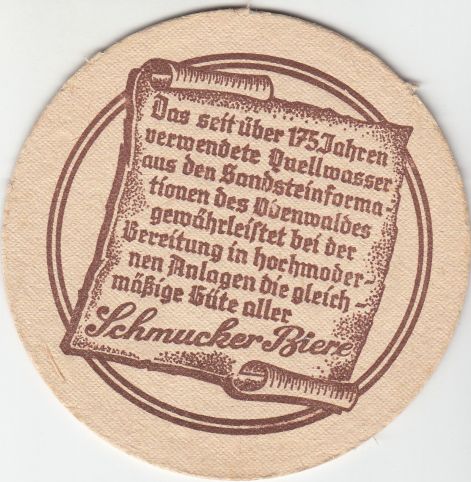 Das seit über 175 Jahren
verwendete Quellwasser
aus den Sandsteinforma-
tionen des Odenwaldes
gewährleistet bei der
Bereitung in hochmoder-
nen Anlagen die gleich-
mäßige Güte aller
Schmucker Biere